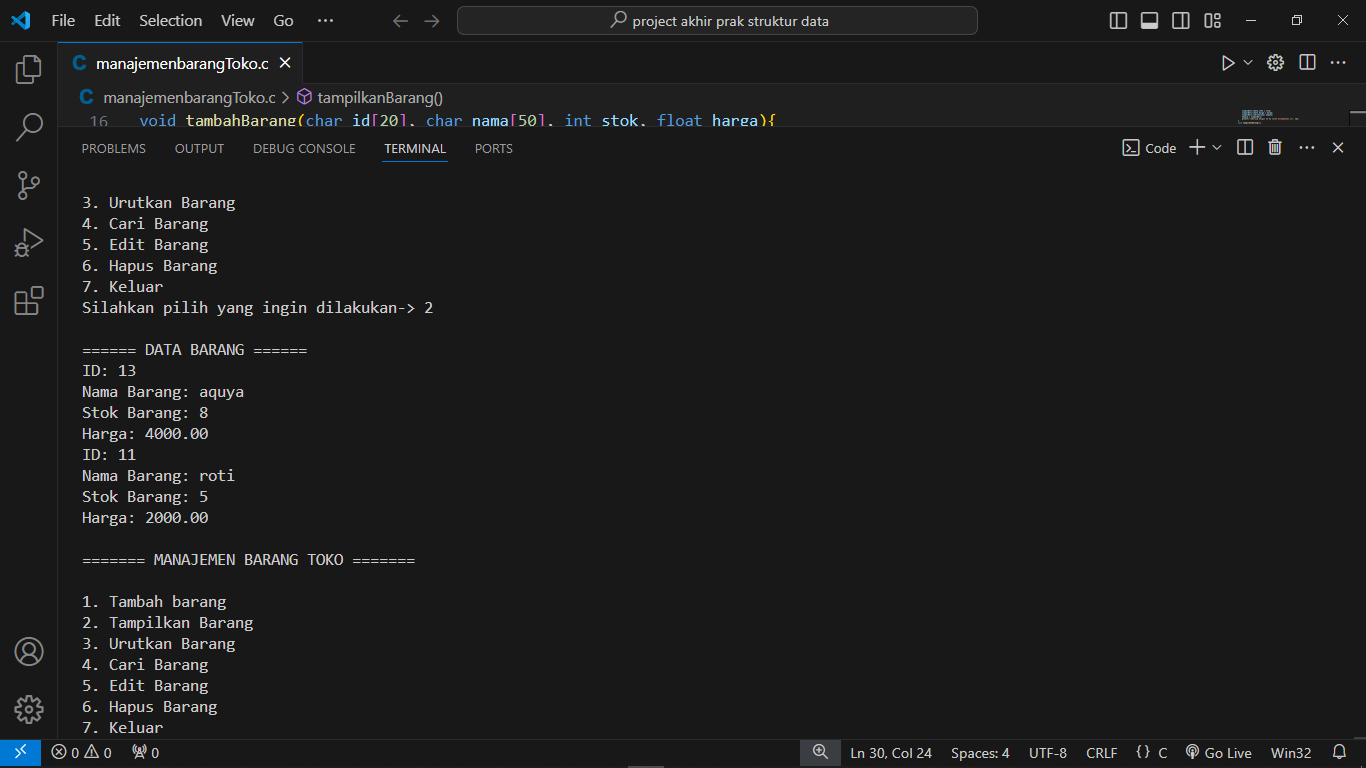 File Edit Selection View Go ··· project akhir prak struktur data
C manajemenbarangToko.c
C manajemenbarangToko.c > tampilkanBarang()
16 void tambahBarang(char id[20], char nama[50], int stok, float harga){
PROBLEMS OUTPUT DEBUG CONSOLE TERMINAL PORTS Code
3. Urutkan Barang
4. Cari Barang
5. Edit Barang
6. Hapus Barang
7. Keluar
Silahkan pilih yang ingin dilakukan-> 2
====== DATA BARANG ======
ID: 13
Nama Barang: aquya
Stok Barang: 8
Harga: 4000.00
ID: 11
Nama Barang: roti
Stok Barang: 5
Harga: 2000.00
======= MANAJEMEN BARANG TOKO =======
1. Tambah barang
2. Tampilkan Barang
3. Urutkan Barang
4. Cari Barang
5. Edit Barang
6. Hapus Barang
7. Keluar
0 0 0 Ln 30, Col 24 Spaces: 4 UTF-8 CRLF {} C Go Live Win32